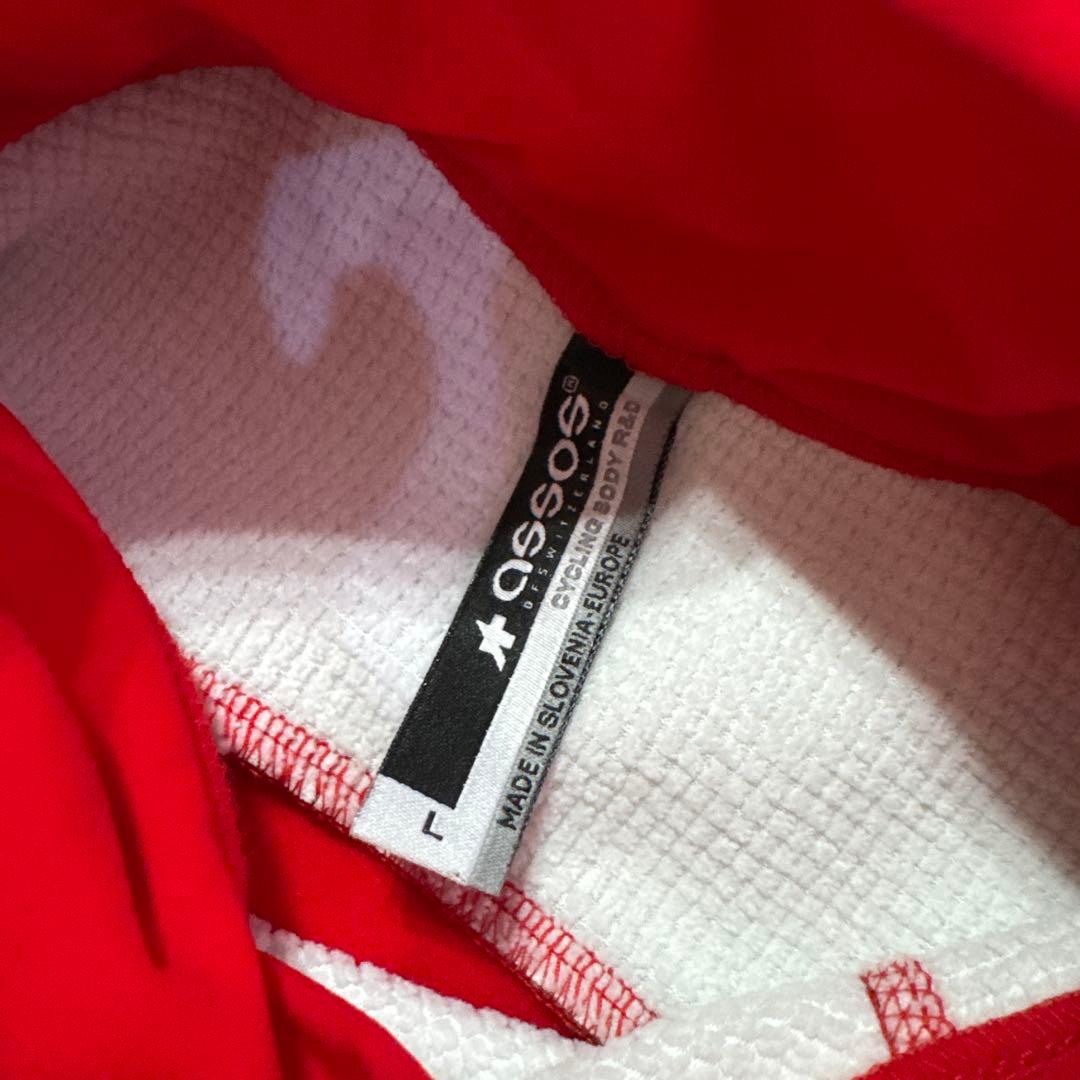 assos®
OF SWITZERLAND
CYCLING BODY R&D
MADE IN SLOVENIA-EUROPE
L